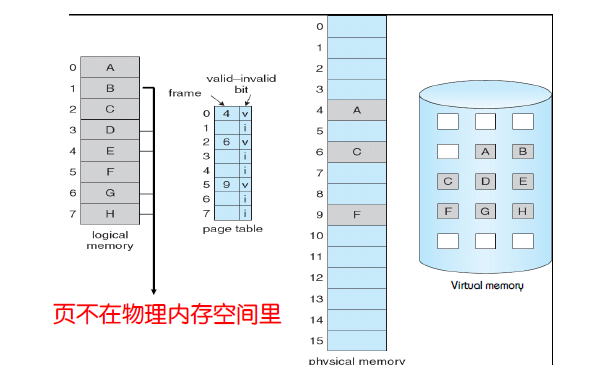 0 A
1 B
2 C
3 D
4 E
5 F
6 G
7 H
logical
memory
valid–invalid
bit
frame
0 4 v
1 i
2 6 v
3 i
4 i
5 9 v
6 i
7 i
page table
页不在物理内存空间里
0
1
2
3
4 A
5
6 C
7
8
9 F
10
11
12
13
14
15
physical memory
A B
C D E
F G H
Virtual memory